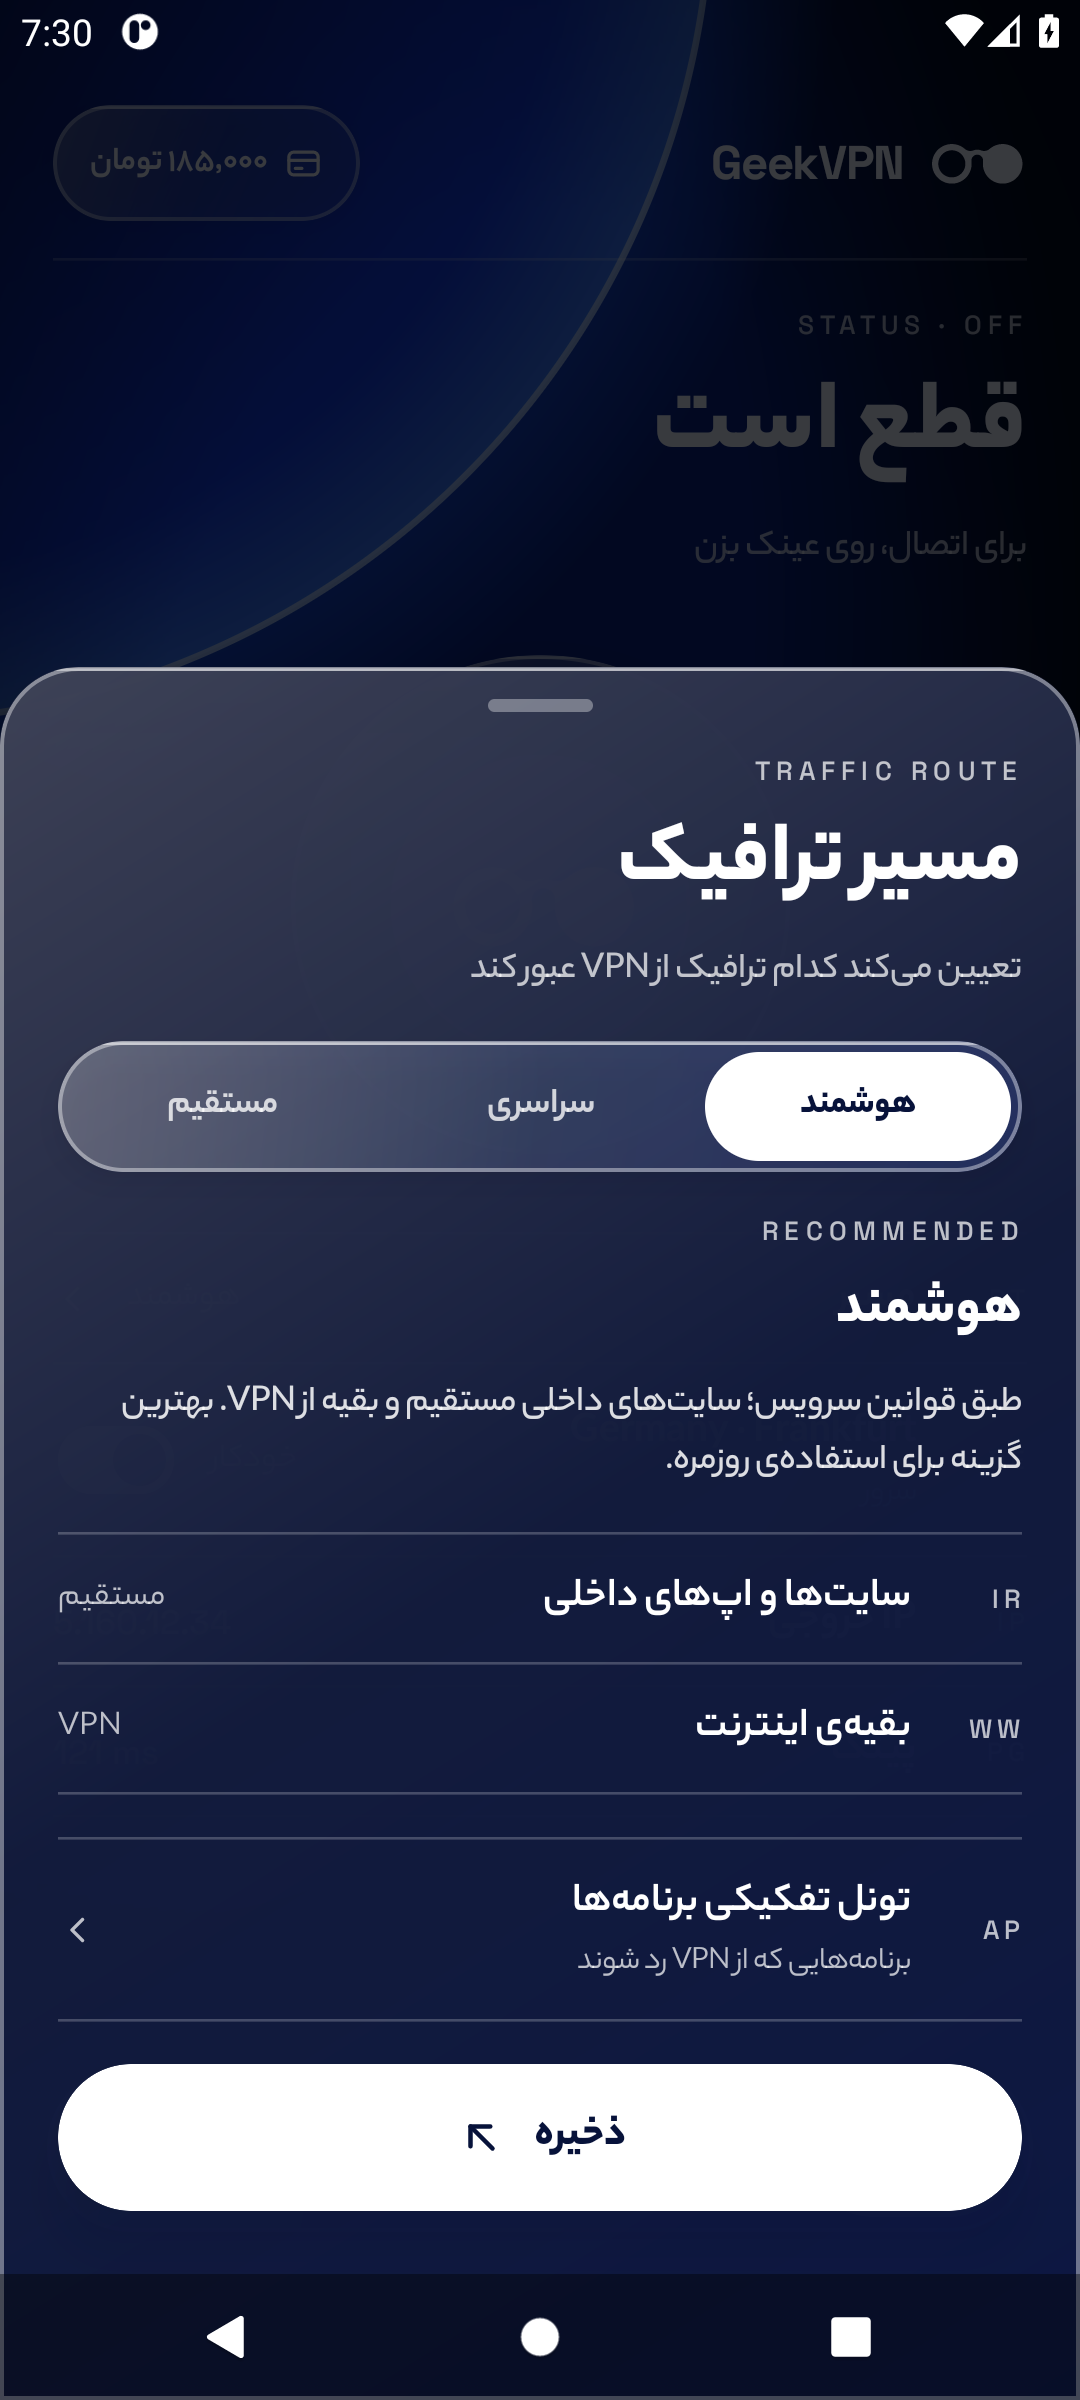 7:30
GeekVPN
۱۸۵,۰۰۰ تومان
STATUS · OFF
قطع است
برای اتصال، روی عینک بزن
TRAFFIC ROUTE
مسیر ترافیک
تعیین می‌کند کدام ترافیک از VPN عبور کند
هوشمند
سراسری
مستقیم
RECOMMENDED
هوشمند
طبق قوانین سرویس؛ سایت‌های داخلی مستقیم و بقیه از VPN. بهترین
گزینه برای استفاده‌ی روزمره.
IR سایت‌ها و اپ‌های داخلی مستقیم
WW بقیه‌ی اینترنت VPN
AP تونل تفکیکی برنامه‌ها
برنامه‌هایی که از VPN رد شوند
ذخیره